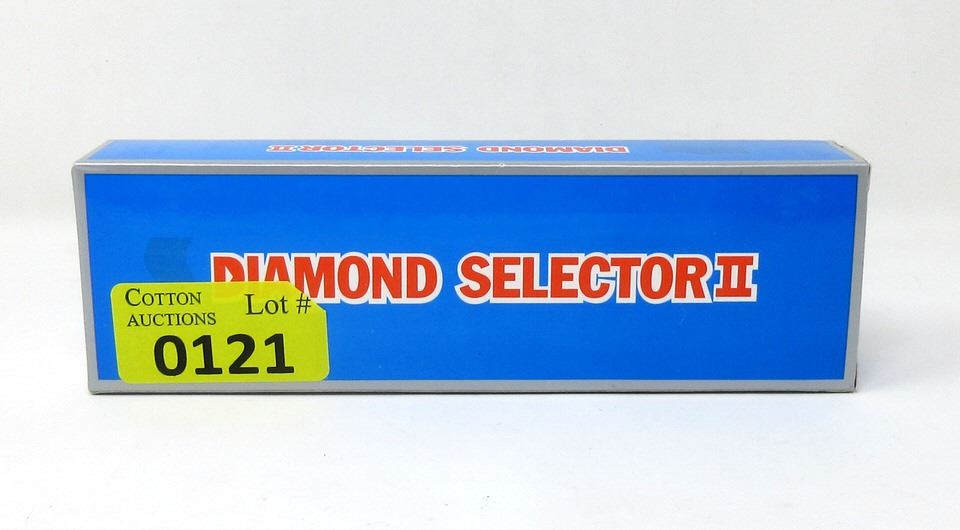 DIAMOND SELECTOR II
DIAMOND SELECTOR II
COTTON Lot #
AUCTIONS
0121